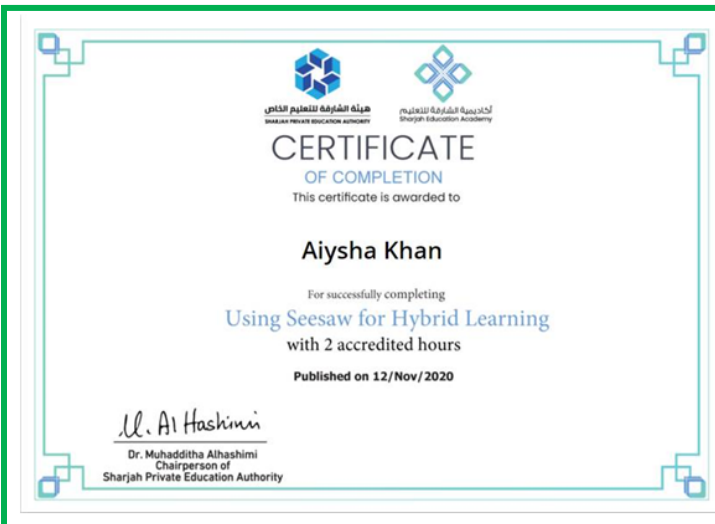 هيئة الشارقة للتعليم الخاص
SHARJAH PRIVATE EDUCATION AUTHORITY
أكاديمية الشارقة للتعليم
Sharjah Education Academy
CERTIFICATE
OF COMPLETION
This certificate is awarded to
Aiysha Khan
For successfully completing
Using Seesaw for Hybrid Learning
with 2 accredited hours
Published on 12/Nov/2020
M. Al Hashimi
Dr. Muhadditha Alhashimi
Chairperson of
Sharjah Private Education Authority